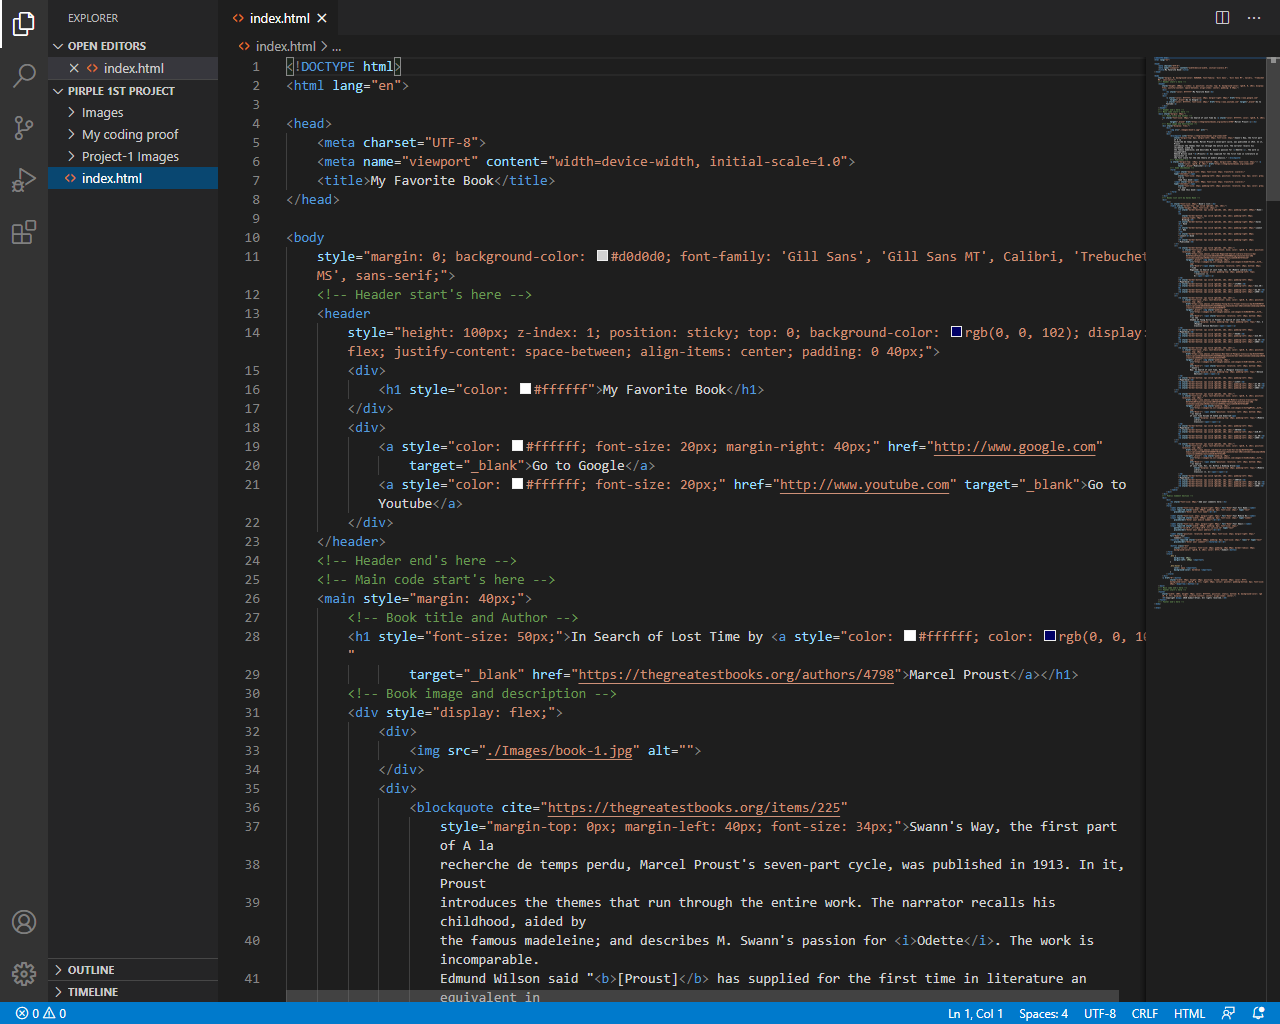 EXPLORER
OPEN EDITORS
index.html
PIRPLE 1ST PROJECT
Images
My coding proof
Project-1 Images
index.html
OUTLINE
TIMELINE
index.html
index.html > ...
1 <!DOCTYPE html>
2 <html lang="en">
3
4 <head>
5 <meta charset="UTF-8">
6 <meta name="viewport" content="width=device-width, initial-scale=1.0">
7 <title>My Favorite Book</title>
8 </head>
9
10 <body
11 style="margin: 0; background-color: #d0d0d0; font-family: 'Gill Sans', 'Gill Sans MT', Calibri, 'Trebuchet
MS', sans-serif;">
12 <!-- Header start's here -->
13 <header
14 style="height: 100px; z-index: 1; position: sticky; top: 0; background-color: rgb(0, 0, 102); display:
flex; justify-content: space-between; align-items: center; padding: 0 40px;">
15 <div>
16 <h1 style="color: #ffffff">My Favorite Book</h1>
17 </div>
18 <div>
19 <a style="color: #ffffff; font-size: 20px; margin-right: 40px;" href="http://www.google.com"
20 target="_blank">Go to Google</a>
21 <a style="color: #ffffff; font-size: 20px;" href="http://www.youtube.com" target="_blank">Go to
Youtube</a>
22 </div>
23 </header>
24 <!-- Header end's here -->
25 <!-- Main code start's here -->
26 <main style="margin: 40px;">
27 <!-- Book title and Author -->
28 <h1 style="font-size: 50px;">In Search of Lost Time by <a style="color: #ffffff; color: rgb(0, 0, 10
"
29 target="_blank" href="https://thegreatestbooks.org/authors/4798">Marcel Proust</a></h1>
30 <!-- Book image and description -->
31 <div style="display: flex;">
32 <div>
33 <img src="./Images/book-1.jpg" alt="">
34 </div>
35 <div>
36 <blockquote cite="https://thegreatestbooks.org/items/225"
37 style="margin-top: 0px; margin-left: 40px; font-size: 34px;">Swann's Way, the first part
of A la
38 recherche de temps perdu, Marcel Proust's seven-part cycle, was published in 1913. In it,
Proust
39 introduces the themes that run through the entire work. The narrator recalls his
childhood, aided by
40 the famous madeleine; and describes M. Swann's passion for <i>Odette</i>. The work is
incomparable.
41 Edmund Wilson said "<b>[Proust]</b> has supplied for the first time in literature an
equivalent in
0 0
Ln 1, Col 1
Spaces: 4
UTF-8
CRLF
HTML